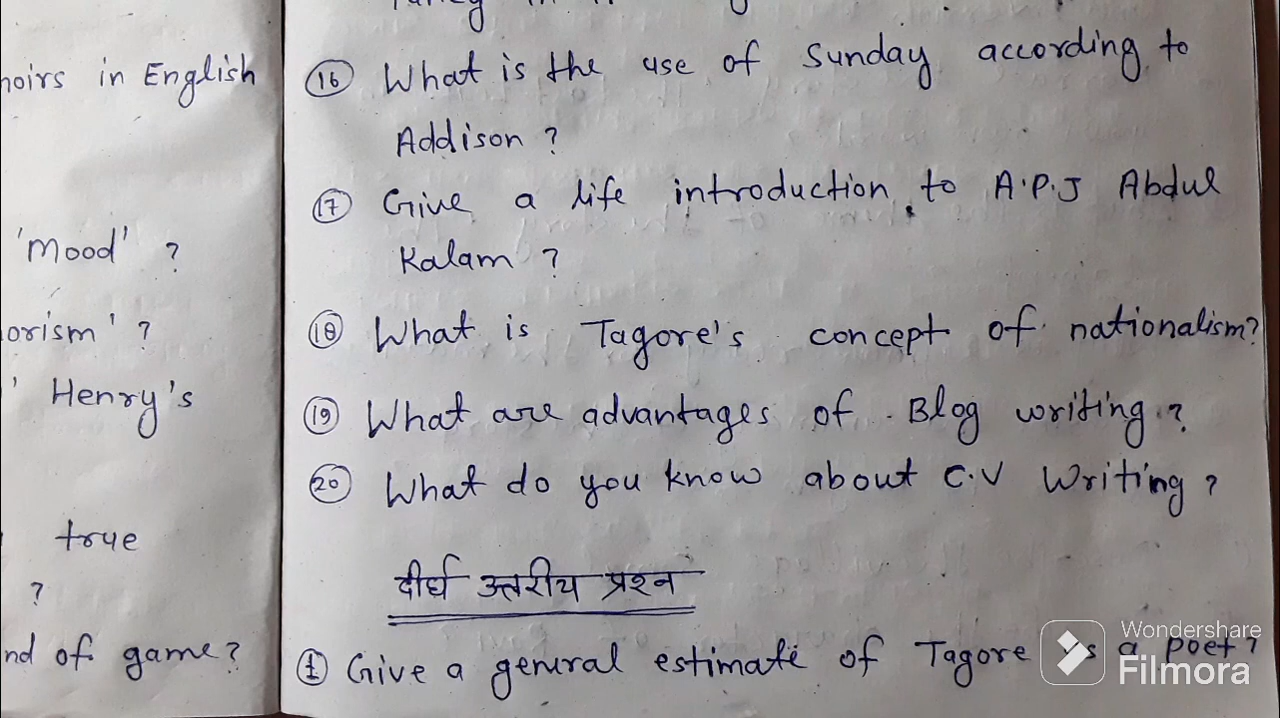 noirs in English
'Mood' ?
orism' ?
' Henry's
true
?
nd of game?
16 What is the use of Sunday according to
Addison ?
17 Give a life introduction to A.P.J Abdul
Kalam ?
18 What is Tagore's concept of nationalism?
19 What are advantages of Blog writing ?
20 What do you know about C.V Writing ?
दीर्घ उत्तरीय प्रश्न
1 Give a general estimate of Tagore as a poet?
Wondershare
Filmora